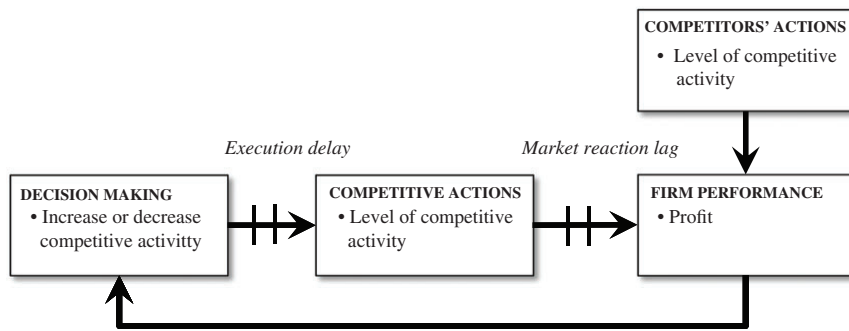 COMPETITORS' ACTIONS
• Level of competitive
activity
Execution delay
Market reaction lag
DECISION MAKING
• Increase or decrease
competitive activitty
COMPETITIVE ACTIONS
• Level of competitive
activity
FIRM PERFORMANCE
• Profit